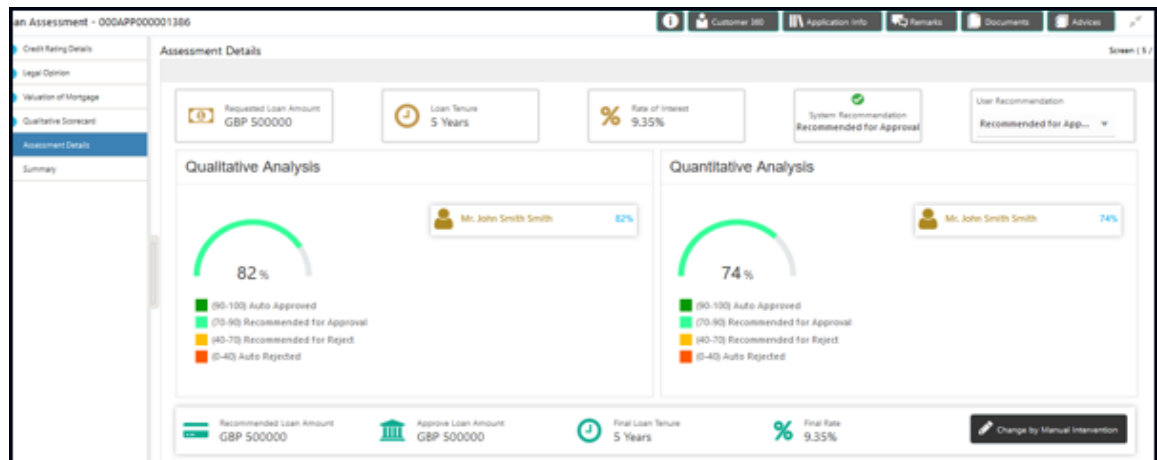 an Assessment - 000APP000001386
Customer 360
Application Info
Remarks
Documents
Advices
Credit Rating Details
Legal Opinion
Valuation of Mortgage
Qualitative Scorecard
Assessment Details
Summary
Assessment Details
Screen ( 5 /
Requested Loan Amount
GBP 500000
Loan Tenure
5 Years
Rate of Interest
9.35%
System Recommendation
Recommended for Approval
User Recommendation
Recommended for App...
Qualitative Analysis
Mr. John Smith Smith 82%
82 %
(90-100) Auto Approved
(70-90) Recommended for Approval
(40-70) Recommended for Reject
(0-40) Auto Rejected
Quantitative Analysis
Mr. John Smith Smith 74%
74 %
(90-100) Auto Approved
(70-90) Recommended for Approval
(40-70) Recommended for Reject
(0-40) Auto Rejected
Recommended Loan Amount
GBP 500000
Approve Loan Amount
GBP 500000
Final Loan Tenure
5 Years
Final Rate
9.35%
Change by Manual Intervention